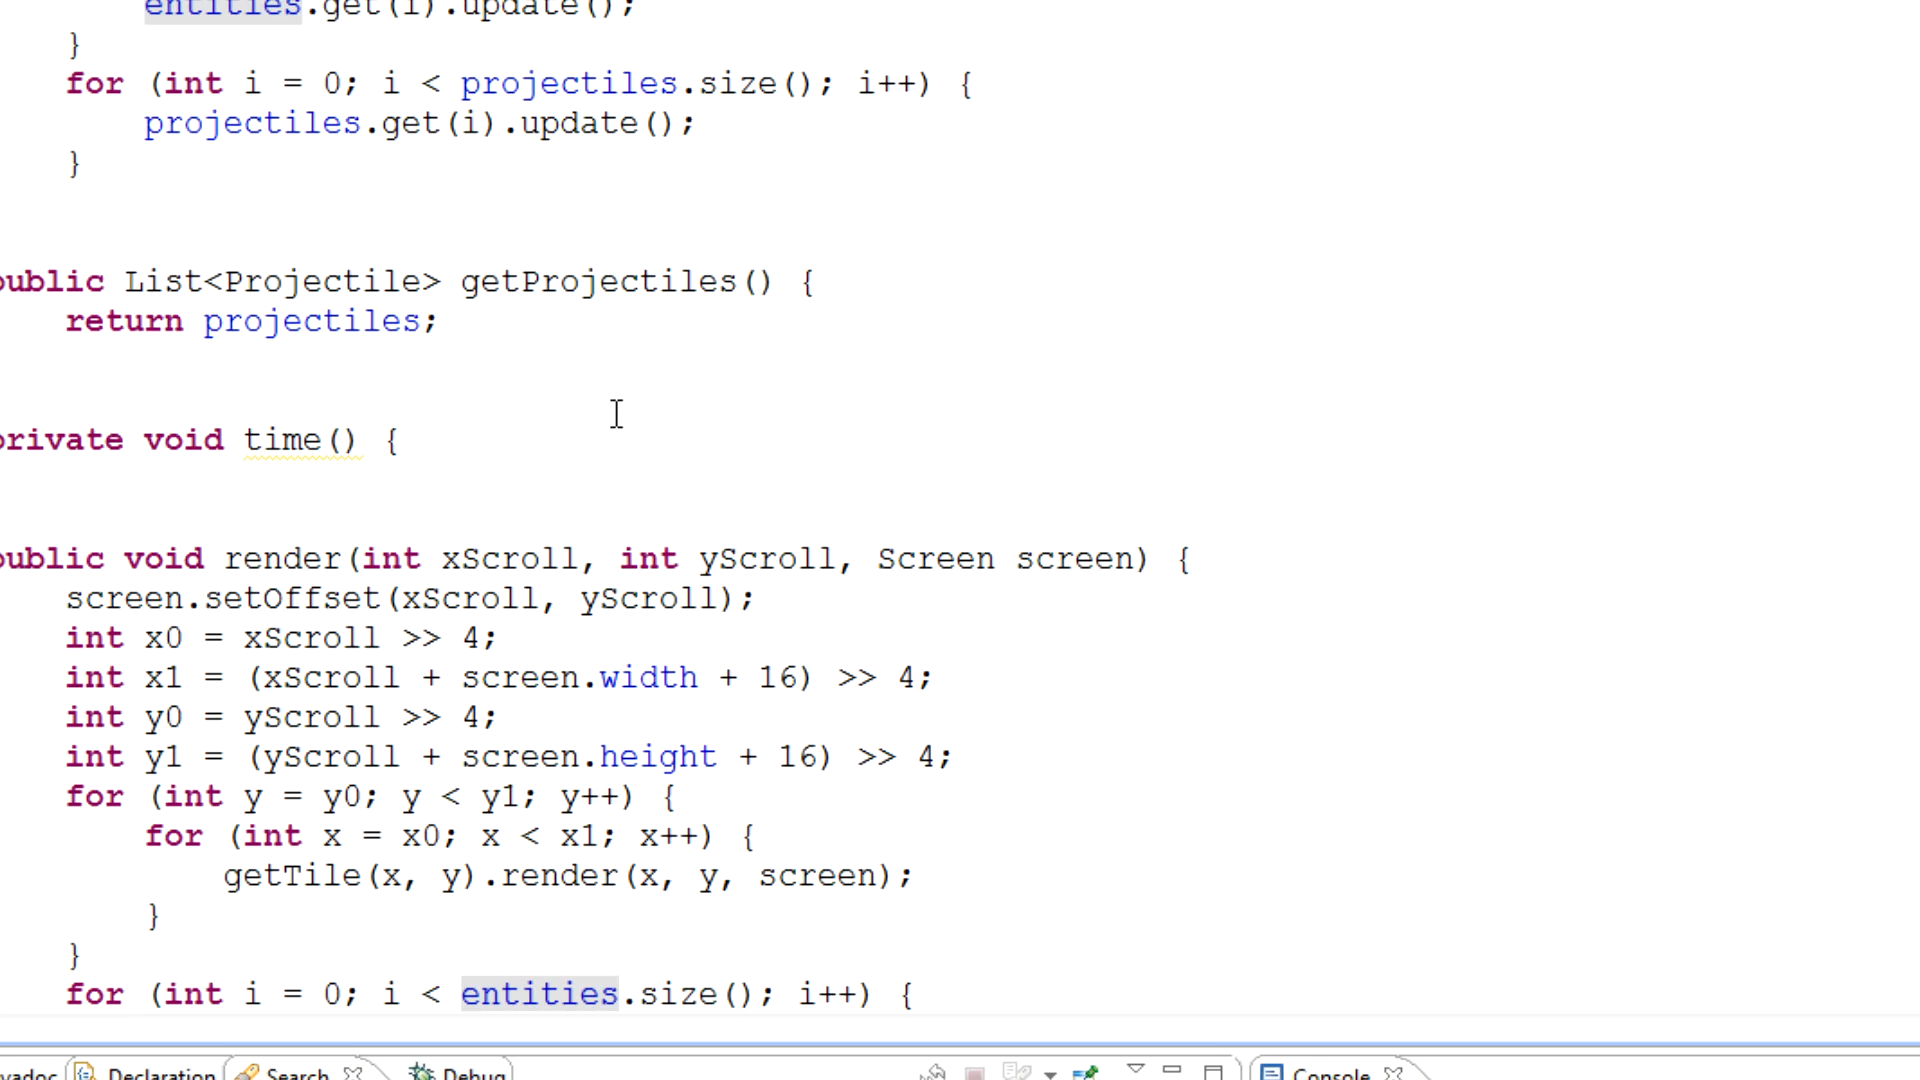 entities.get(i).update();
}
for (int i = 0; i < projectiles.size(); i++) {
projectiles.get(i).update();
}
public List<Projectile> getProjectiles() {
return projectiles;
private void time() {
public void render(int xScroll, int yScroll, Screen screen) {
screen.setOffset(xScroll, yScroll);
int x0 = xScroll >> 4;
int x1 = (xScroll + screen.width + 16) >> 4;
int y0 = yScroll >> 4;
int y1 = (yScroll + screen.height + 16) >> 4;
for (int y = y0; y < y1; y++) {
for (int x = x0; x < x1; x++) {
getTile(x, y).render(x, y, screen);
}
}
for (int i = 0; i < entities.size(); i++) {
vadoc Declaration Search Debug Console